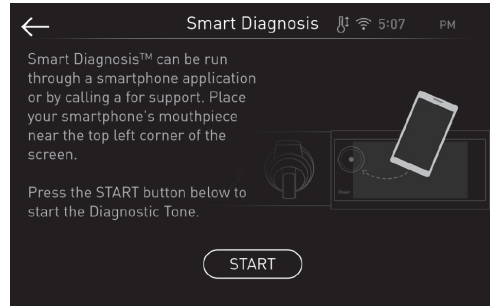 Smart Diagnosis 5:07 PM
Smart Diagnosis™ can be run
through a smartphone application
or by calling a for support. Place
your smartphone's mouthpiece
near the top left corner of the
screen.
Press the START button below to
start the Diagnostic Tone.
START